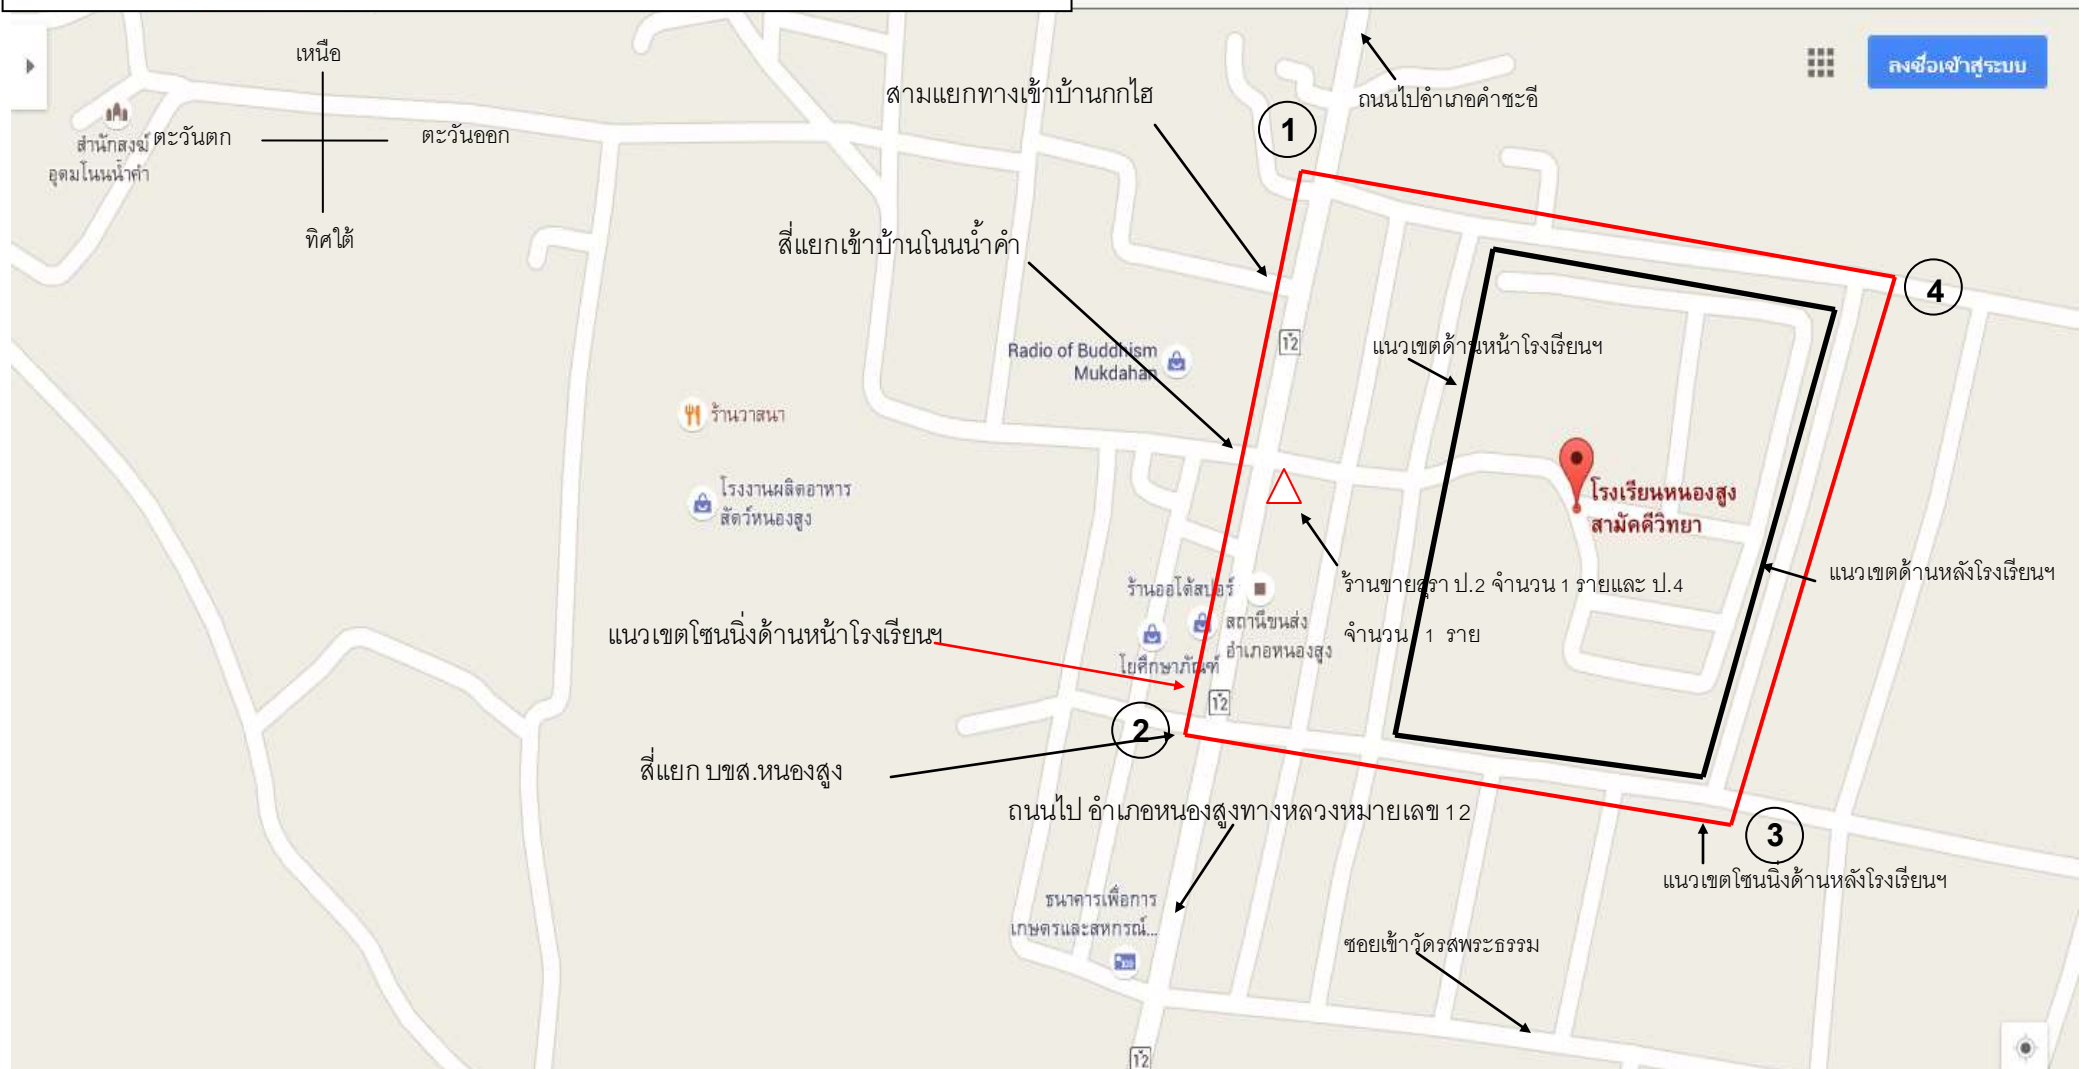 เหนือ
ตะวันตก
ตะวันออก
ทิศใต้
สำนักสงฆ์
อุดมโนนน้ำคำ
สามแยกทางเข้าบ้านกกไฮ
1
ถนนไปอำเภอคำชะอี
ลงชื่อเข้าสู่ระบบ
สี่แยกเข้าบ้านโนนน้ำคำ
4
12
Radio of Buddhism
Mukdahan
แนวเขตด้านหน้าโรงเรียนฯ
ร้านวาสนา
โรงงานผลิตอาหาร
สัตว์หนองสูง
โรงเรียนหนองสูง
สามัคคีวิทยา
แนวเขตด้านหลังโรงเรียนฯ
ร้านขายสุรา ป.2 จำนวน 1 รายและ ป.4
จำนวน 1 ราย
ร้านออโต้สปอร์
สถานีขนส่ง
อำเภอหนองสูง
โยศึกษาภัณฑ์
แนวเขตโซนนิ่งด้านหน้าโรงเรียนฯ
12
2
สี่แยก บขส.หนองสูง
ถนนไป อำเภอหนองสูงทางหลวงหมายเลข 12
3
แนวเขตโซนนิ่งด้านหลังโรงเรียนฯ
ธนาคารเพื่อการ
เกษตรและสหกรณ์...
ซอยเข้าวัดรสพระธรรม
12